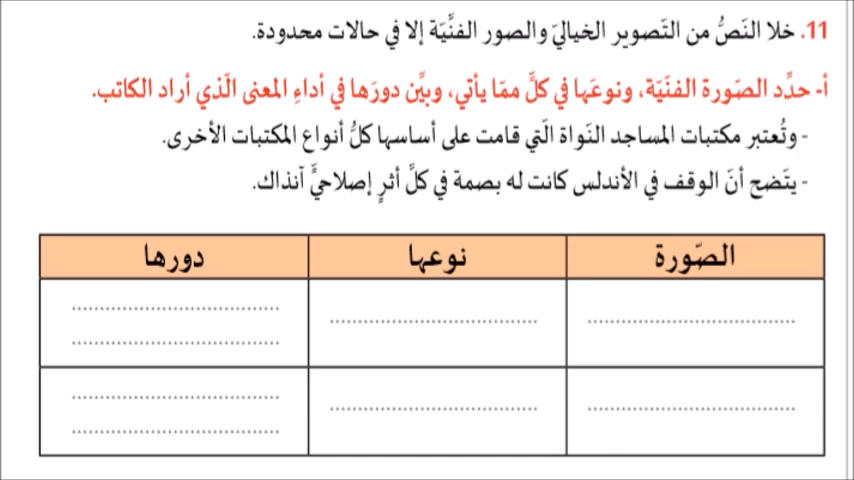 11. خلا النّصُّ من التّصوير الخياليّ والصور الفنِّيّة إلا في حالات محدودة.
أ- حدِّد الصّورة الفنّيّة، ونوعَها في كلٍّ ممّا يأتي، وبيِّن دورَها في أداءِ المعنى الّذي أراد الكاتب.
- وتُعتبر مكتبات المساجد النّواة الّتي قامت على أساسها كلُّ أنواع المكتبات الأخرى.
- يتّضح أنّ الوقف في الأندلس كانت له بصمة في كلِّ أثرٍ إصلاحيٍّ آنذاك.
الصّورة نوعها دورها